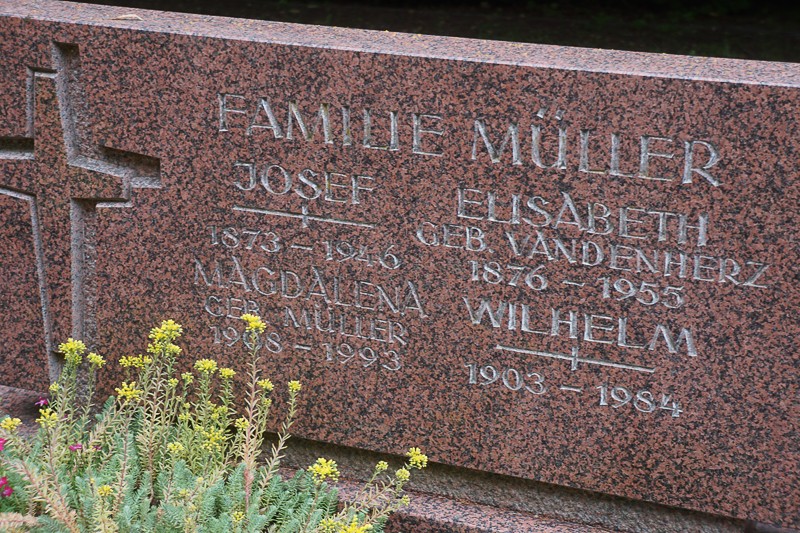 FAMILIE MÜLLER
JOSEF
1873 – 1946
MAGDALENA
GEB. MÜLLER
1908 – 1993
ELISABETH
GEB. VANDENHERZ
1876 – 1955
WILHELM
1903 – 1984